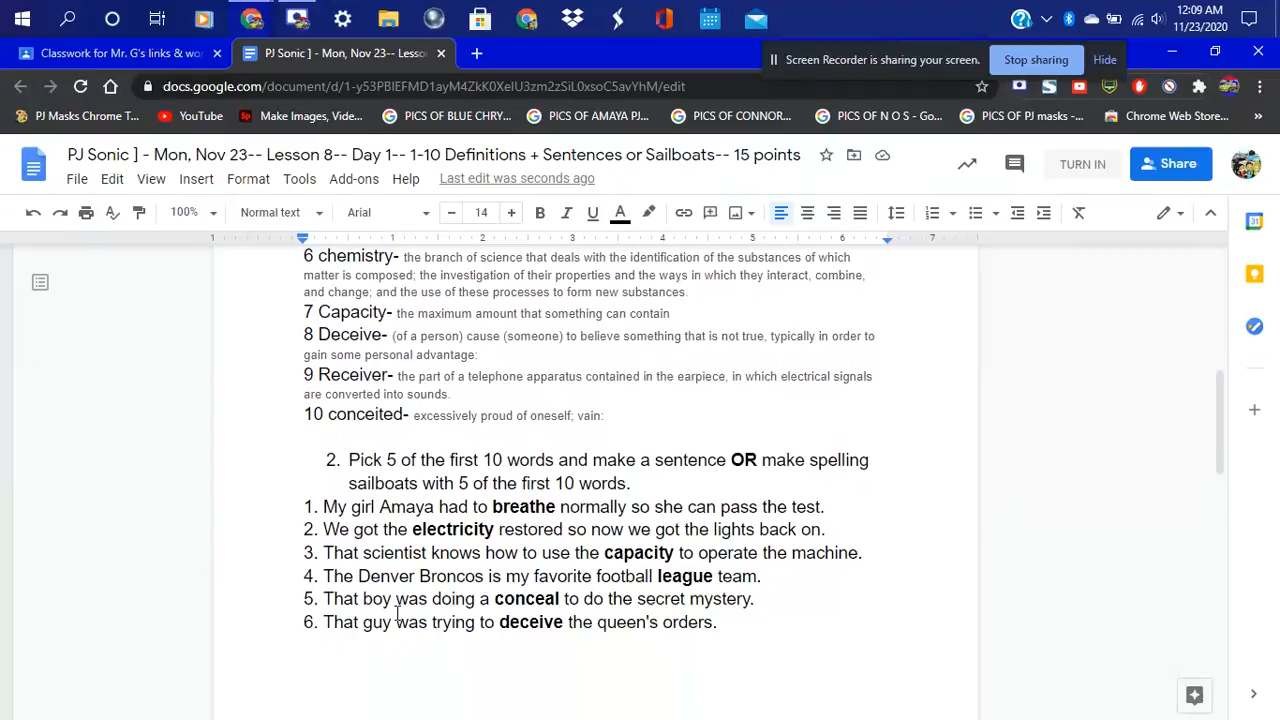 12:09 AM
11/23/2020
Classwork for Mr. G's links & wo
PJ Sonic ] - Mon, Nov 23-- Lesso
Screen Recorder is sharing your screen.
Stop sharing
Hide
docs.google.com/document/d/1-y53PBIEFMD1ayM4ZkK0XeIU3zm2zSiL0xsoC5avYhM/edit
PJ Masks Chrome T...
YouTube
Make Images, Vide...
PICS OF BLUE CHRY...
PICS OF AMAYA PJ...
PICS OF CONNOR...
PICS OF N O S - Go...
PICS OF PJ masks - ...
Chrome Web Store...
PJ Sonic ] - Mon, Nov 23-- Lesson 8-- Day 1-- 1-10 Definitions + Sentences or Sailboats-- 15 points
TURN IN
Share
File Edit View Insert Format Tools Add-ons Help Last edit was seconds ago
100% Normal text Arial 14 B I U A
1 1 2 3 4 5 6 7
6 chemistry- the branch of science that deals with the identification of the substances of which
matter is composed; the investigation of their properties and the ways in which they interact, combine,
and change; and the use of these processes to form new substances.
7 Capacity- the maximum amount that something can contain
8 Deceive- (of a person) cause (someone) to believe something that is not true, typically in order to
gain some personal advantage:
9 Receiver- the part of a telephone apparatus contained in the earpiece, in which electrical signals
are converted into sounds.
10 conceited- excessively proud of oneself; vain:
2. Pick 5 of the first 10 words and make a sentence OR make spelling
sailboats with 5 of the first 10 words.
1. My girl Amaya had to breathe normally so she can pass the test.
2. We got the electricity restored so now we got the lights back on.
3. That scientist knows how to use the capacity to operate the machine.
4. The Denver Broncos is my favorite football league team.
5. That boy was doing a conceal to do the secret mystery.
6. That guy was trying to deceive the queen's orders.